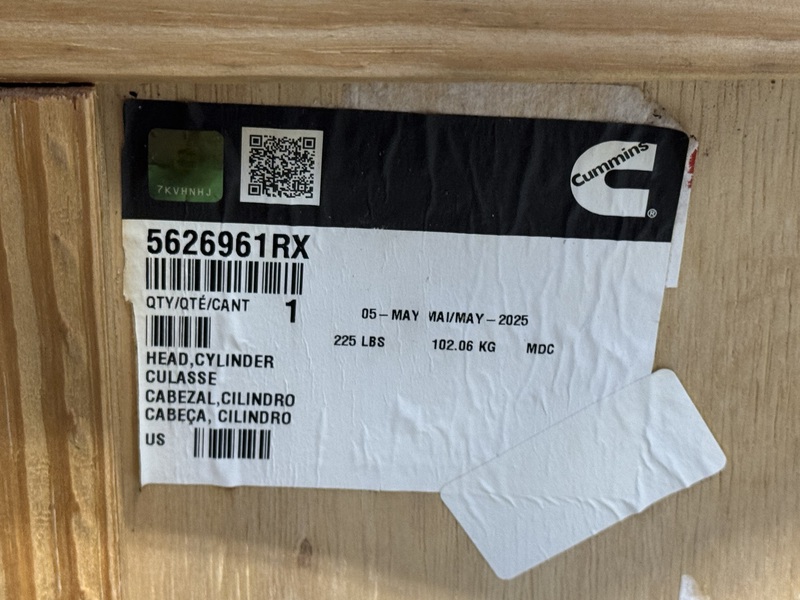 7KVHNHJ
Cummins
®
5626961RX
QTY/QTÉ/CANT 1
05-MAY MAI/MAY-2025
225 LBS 102.06 KG MDC
HEAD,CYLINDER
CULASSE
CABEZAL,CILINDRO
CABEÇA, CILINDRO
US